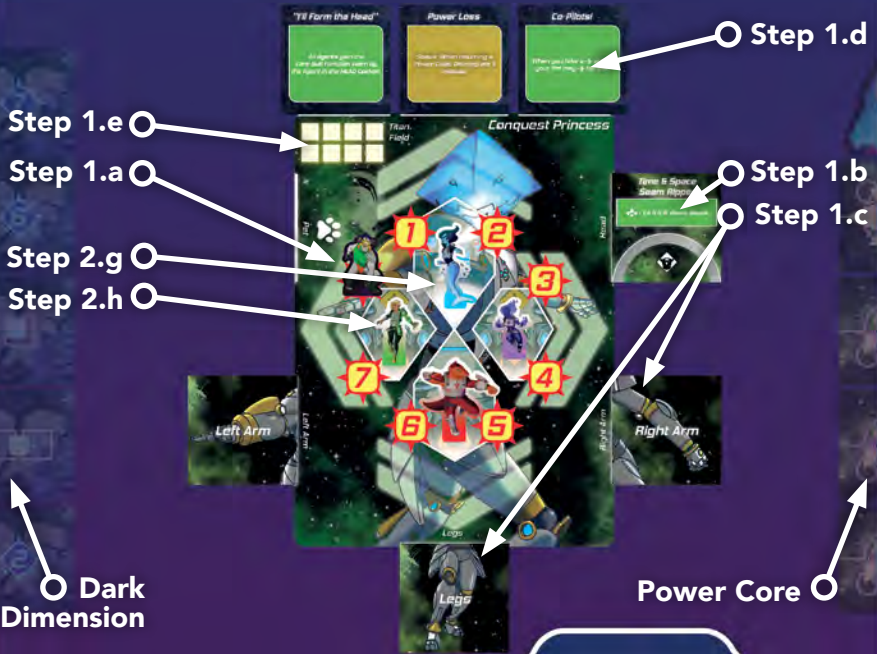 "I'll Form the Head"
Power Loss
Co-Pilots!
Step 1.d
Step 1.e
Titan
Field
Conquest Princess
Step 1.a
Time & Space
Seam Ripper
Step 1.b
Step 1.c
Pet
Head
1
2
Step 2.g
3
Step 2.h
7
4
6
5
Left Arm
Left Arm
Right Arm
Right Arm
Legs
Legs
Dark
Dimension
Power Core